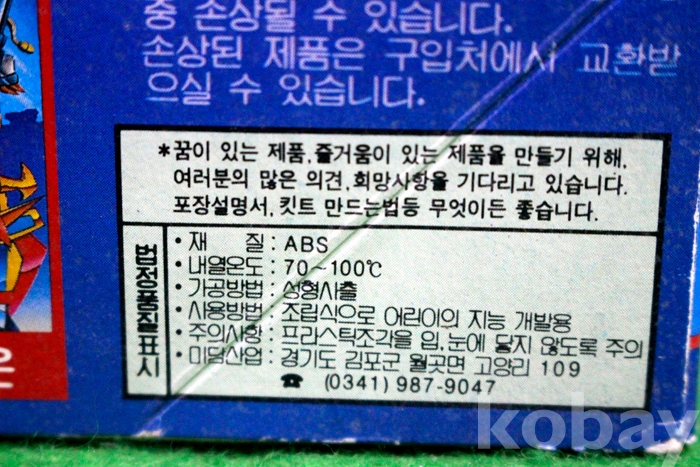 중 손상될 수 있습니다.
손상된 제품은 구입처에서 교환받
으실 수 있습니다.
*꿈이 있는 제품, 즐거움이 있는 제품을 만들기 위해,
여러분의 많은 의견, 희망사항을 기다리고 있습니다.
포장설명서, 킷트 만드는법등 무엇이든 좋습니다.
법정품질표시
• 재 질 : ABS
• 내열온도 : 70~100℃
• 가공방법 : 성형사출
• 사용방법 : 조립식으로 어린이의 지능 개발용
• 주의사항 : 프라스틱조각을 입, 눈에 닿지 않도록 주의
• 미담산업 : 경기도 김포군 월곶면 고양리 109
☎ (0341) 987-9047
은
kobay